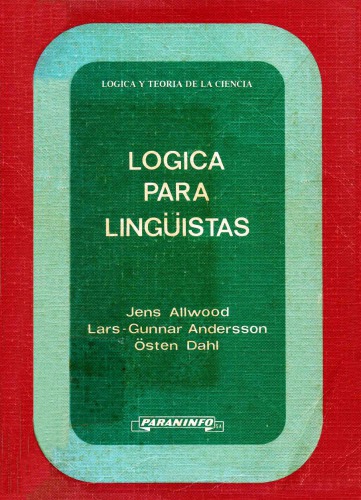 LOGICA Y TEORIA DE LA CIENCIA
LOGICA
PARA
LINGÜISTAS
Jens Allwood
Lars-Gunnar Andersson
Östen Dahl
PARANINFO S.A.